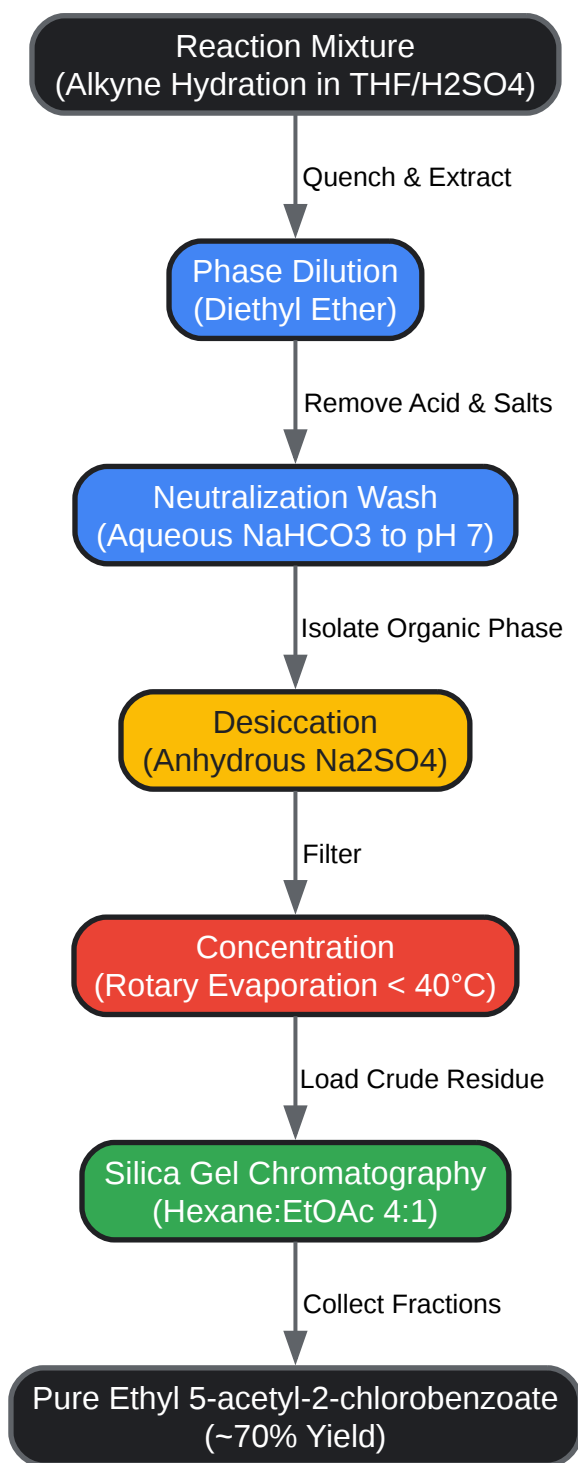 Reaction Mixture
(Alkyne Hydration in THF/H2SO4)
Quench & Extract
Phase Dilution
(Diethyl Ether)
Remove Acid & Salts
Neutralization Wash
(Aqueous NaHCO3 to pH 7)
Isolate Organic Phase
Desiccation
(Anhydrous Na2SO4)
Filter
Concentration
(Rotary Evaporation < 40°C)
Load Crude Residue
Silica Gel Chromatography
(Hexane:EtOAc 4:1)
Collect Fractions
Pure Ethyl 5-acetyl-2-chlorobenzoate
(~70% Yield)